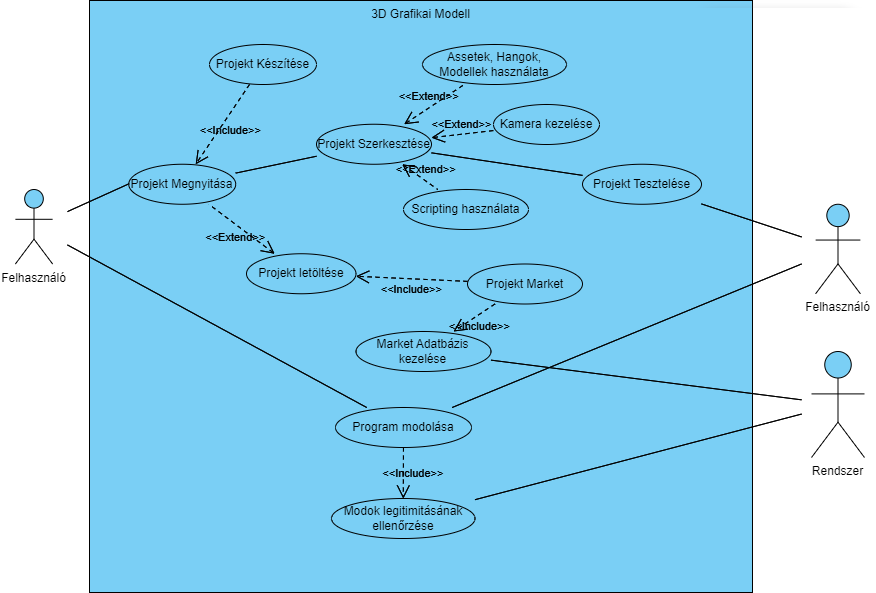 3D Grafikai Modell
Projekt Készítése
Assetek, Hangok,
Modellek használata
<<Extend>>
<<Extend>>
Kamera kezelése
<<Include>>
Projekt Szerkesztése
<<Extend>>
Projekt Megnyitása
Projekt Tesztelése
Scripting használata
<<Extend>>
Felhasználó
Projekt letöltése
Projekt Market
<<Include>>
Felhasználó
<<Include>>
Market Adatbázis
kezelése
Program modolása
Rendszer
<<Include>>
Modok legitimitásának
ellenőrzése